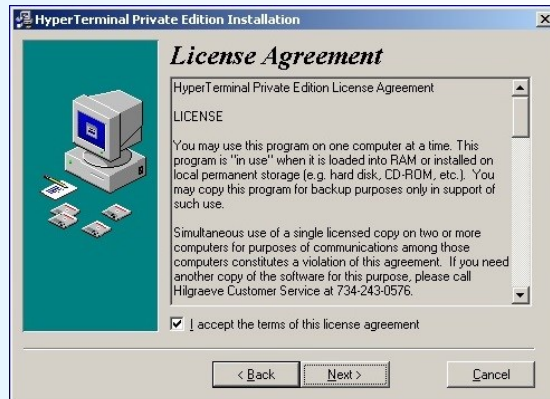 HyperTerminal Private Edition Installation
License Agreement
HyperTerminal Private Edition License Agreement
LICENSE
You may use this program on one computer at a time. This
program is "in use" when it is loaded into RAM or installed on
local permanent storage (e.g. hard disk, CD-ROM, etc.). You
may copy this program for backup purposes only in support of
such use.
Simultaneous use of a single licensed copy on two or more
computers for purposes of communications among those
computers constitutes a violation of this agreement. If you need
another copy of the software for this purpose, please call
Hilgraeve Customer Service at 734-243-0576.
I accept the terms of this license agreement
< Back
Next >
Cancel